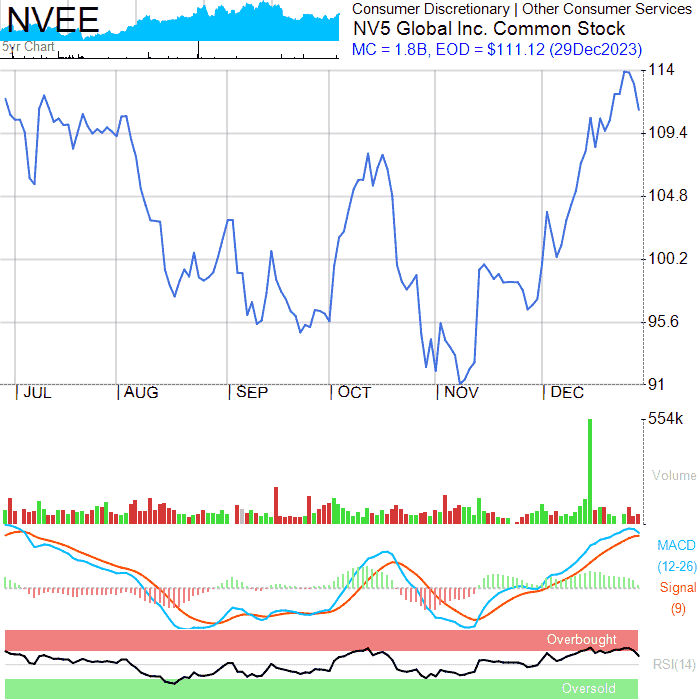 NVEE
5yr Chart
Consumer Discretionary | Other Consumer Services
NV5 Global Inc. Common Stock
MC = 1.8B, EOD = $111.12 (29Dec2023)
114
109.4
104.8
100.2
95.6
91
JUL AUG SEP OCT NOV DEC
554k
Volume
MACD
(12-26)
Signal
(9)
Overbought
RSI(14)
Oversold